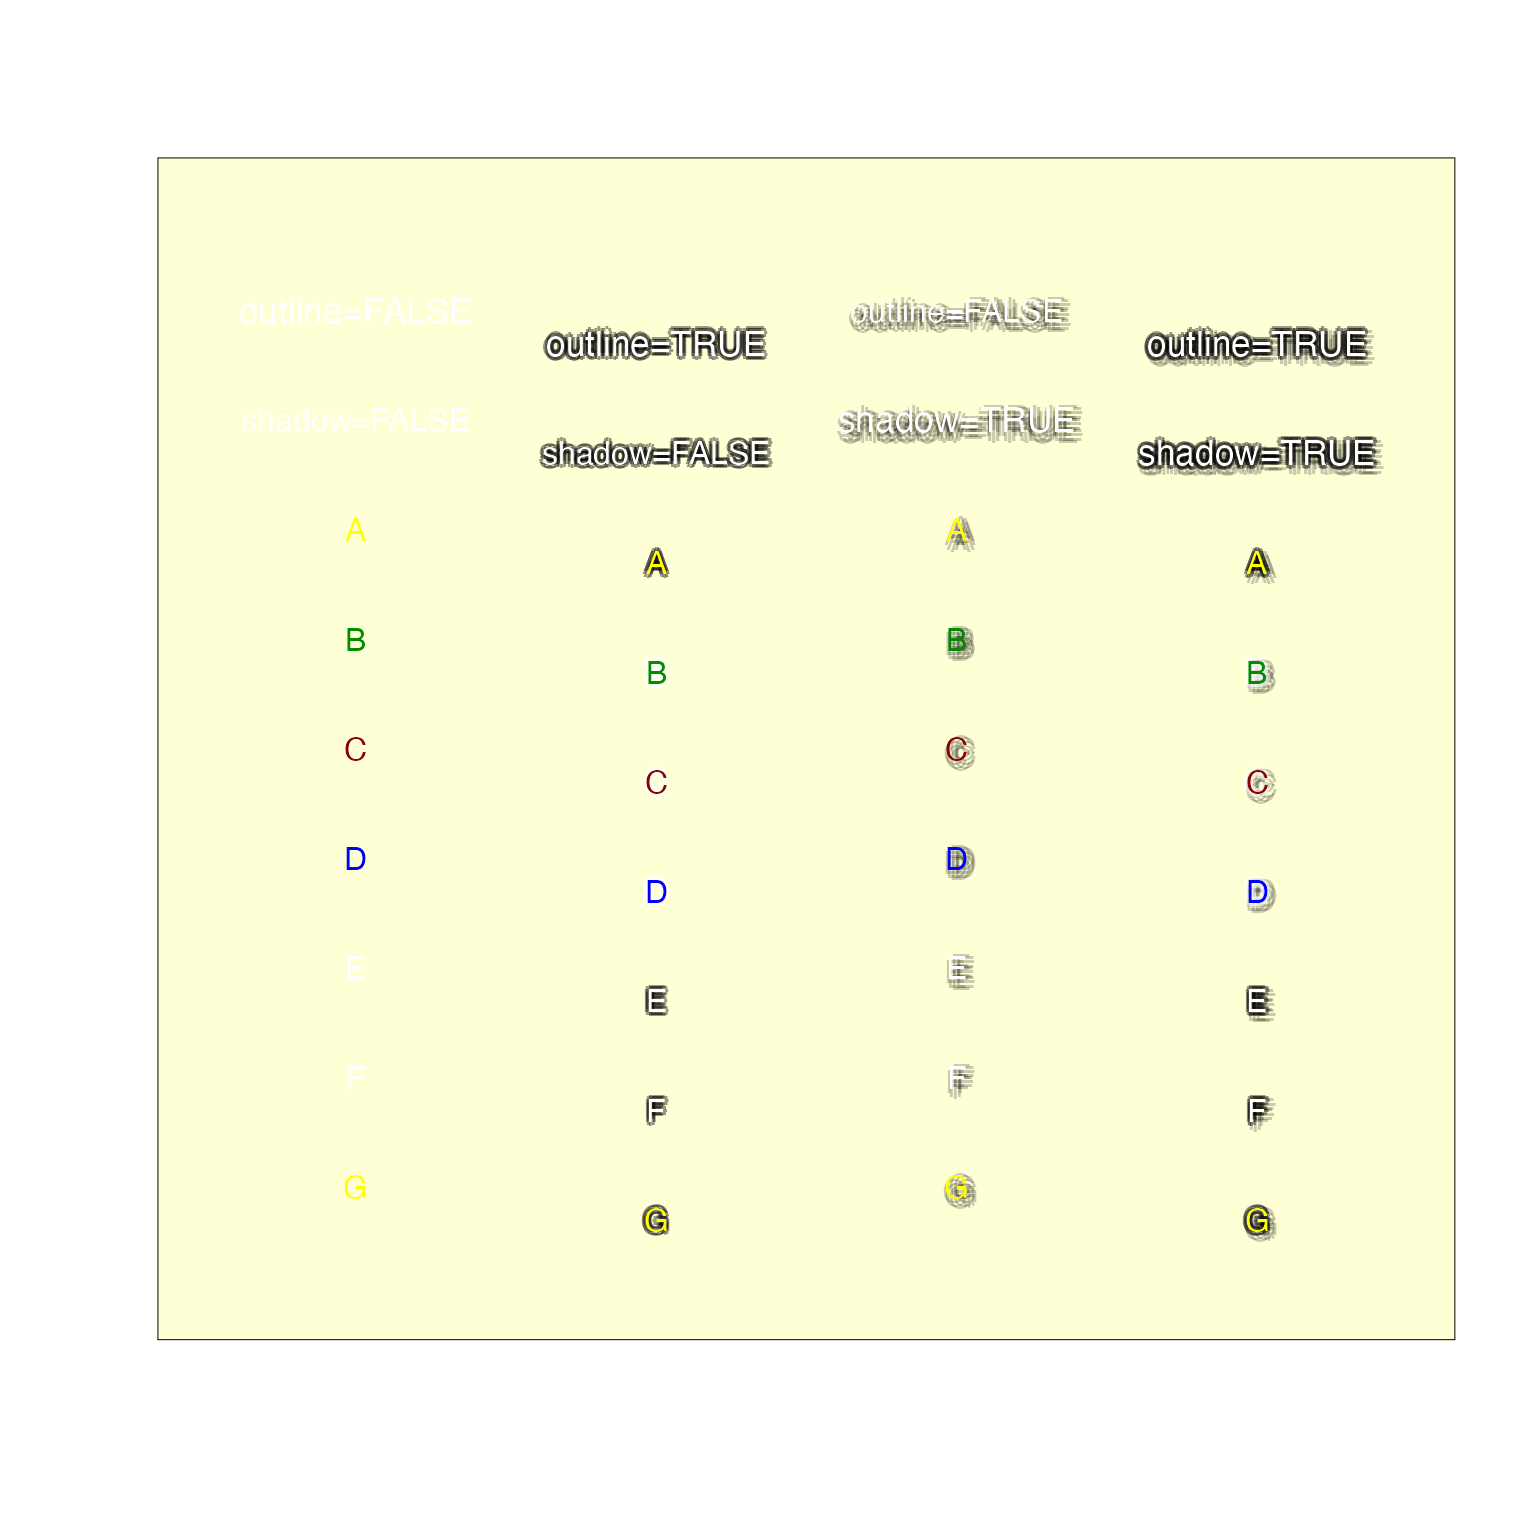 outline=FALSE
outline=FALSE
outline=TRUE
outline=TRUE
shadow=FALSE
shadow=TRUE
shadow=FALSE
shadow=TRUE
A
A
A
A
B
B
B
B
C
C
C
C
D
D
D
D
E
E
E
E
F
F
F
F
G
G
G
G